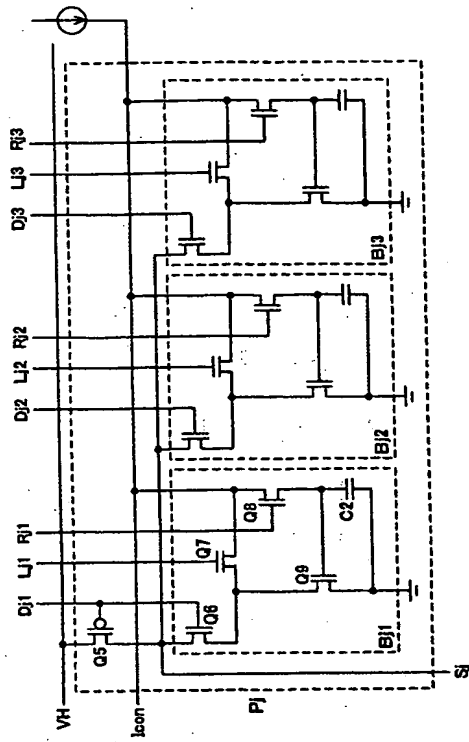 VH
Icon
Dj1
Lj1
Rj1
Dj2
Lj2
Rj2
Dj3
Lj3
Rj3
Q5
Q6
Q7
Q8
Q9
C2
Bj1
Bj2
Bj3
Pj
Sj